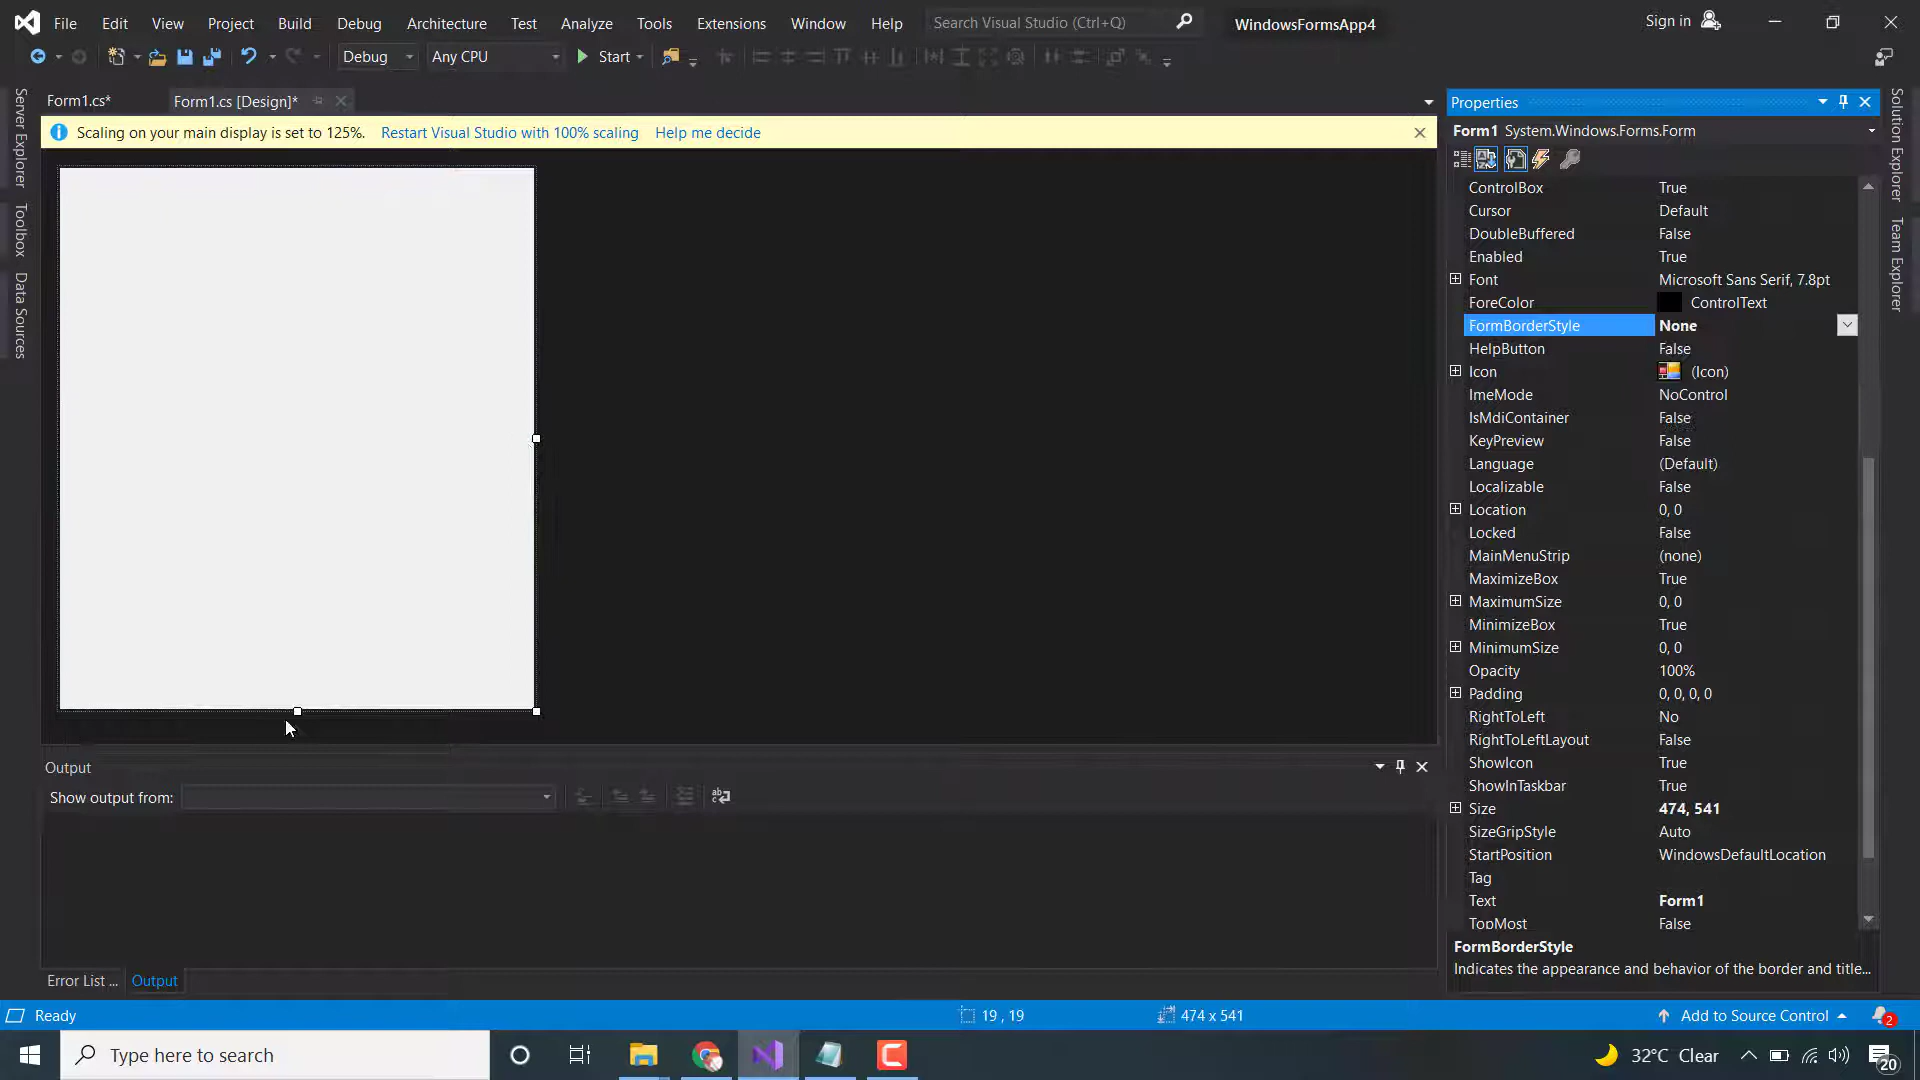 File Edit View Project Build Debug Architecture Test Analyze Tools Extensions Window Help Search Visual Studio (Ctrl+Q) WindowsFormsApp4 Sign in
Debug Any CPU Start
Server Explorer
Toolbox
Data Sources
Form1.cs* Form1.cs [Design]*
Scaling on your main display is set to 125%. Restart Visual Studio with 100% scaling Help me decide
Output
Show output from:
Error List ... Output
Properties
Form1 System.Windows.Forms.Form
ControlBox True
Cursor Default
DoubleBuffered False
Enabled True
Font Microsoft Sans Serif, 7.8pt
ForeColor ControlText
FormBorderStyle None
HelpButton False
Icon (Icon)
ImeMode NoControl
IsMdiContainer False
KeyPreview False
Language (Default)
Localizable False
Location 0, 0
Locked False
MainMenuStrip (none)
MaximizeBox True
MaximumSize 0, 0
MinimizeBox True
MinimumSize 0, 0
Opacity 100%
Padding 0, 0, 0, 0
RightToLeft No
RightToLeftLayout False
ShowIcon True
ShowInTaskbar True
Size 474, 541
SizeGripStyle Auto
StartPosition WindowsDefaultLocation
Tag
Text Form1
TopMost False
FormBorderStyle
Indicates the appearance and behavior of the border and title...
Solution Explorer
Team Explorer
Ready 19 , 19 474 x 541 Add to Source Control 2
Type here to search 32°C Clear 20